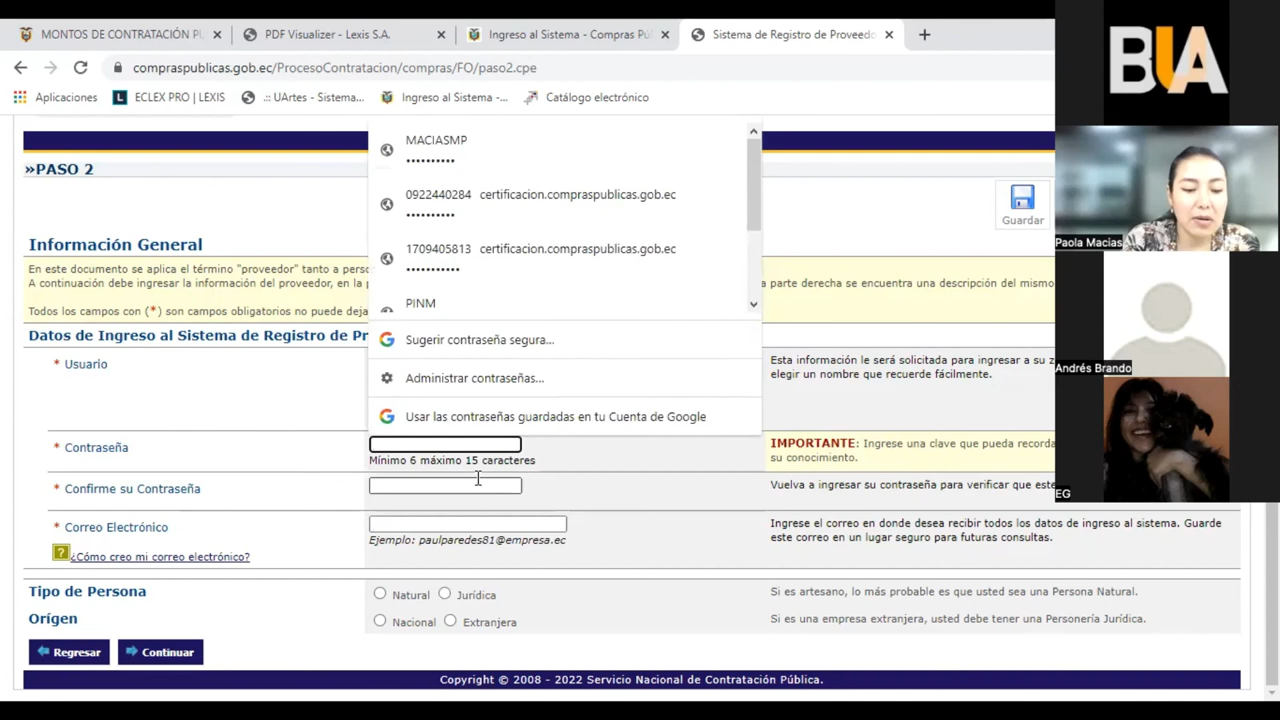 MONTOS DE CONTRATACIÓN PÚ
PDF Visualizer - Lexis S.A.
Ingreso al Sistema - Compras Púb
Sistema de Registro de Proveedo
compraspublicas.gob.ec/ProcesoContratacion/compras/FO/paso2.cpe
Aplicaciones
ECLEX PRO | LEXIS
.:: UArtes - Sistema...
Ingreso al Sistema -...
Catálogo electrónico
»PASO 2
Guardar
Información General
En este documento se aplica el término "proveedor" tanto a pers
A continuación debe ingresar la información del proveedor, en la p
parte derecha se encuentra una descripción del mismo
Todos los campos con (*) son campos obligatorios no puede deja
Datos de Ingreso al Sistema de Registro de Pr
MACIASMP
••••••••••
0922440284 certificacion.compraspublicas.gob.ec
••••••••••
1709405813 certificacion.compraspublicas.gob.ec
•••••••••••
PINM
Sugerir contraseña segura...
Administrar contraseñas...
Usar las contraseñas guardadas en tu Cuenta de Google
* Usuario
Esta información le será solicitada para ingresar a su z
elegir un nombre que recuerde fácilmente.
* Contraseña
Mínimo 6 máximo 15 caracteres
IMPORTANTE: Ingrese una clave que pueda recorda
su conocimiento.
* Confirme su Contraseña
Vuelva a ingresar su contraseña para verificar que este
* Correo Electrónico
Ejemplo: paulparedes81@empresa.ec
Ingrese el correo en donde desea recibir todos los datos de ingreso al sistema. Guarde
este correo en un lugar seguro para futuras consultas.
?
¿Cómo creo mi correo electrónico?
Tipo de Persona
Natural
Jurídica
Si es artesano, lo más probable es que usted sea una Persona Natural.
Orígen
Nacional
Extranjera
Si es una empresa extranjera, usted debe tener una Personería Jurídica.
Regresar
Continuar
Copyright © 2008 - 2022 Servicio Nacional de Contratación Pública.
BUA
Paola Macias
Andrés Brando
EG